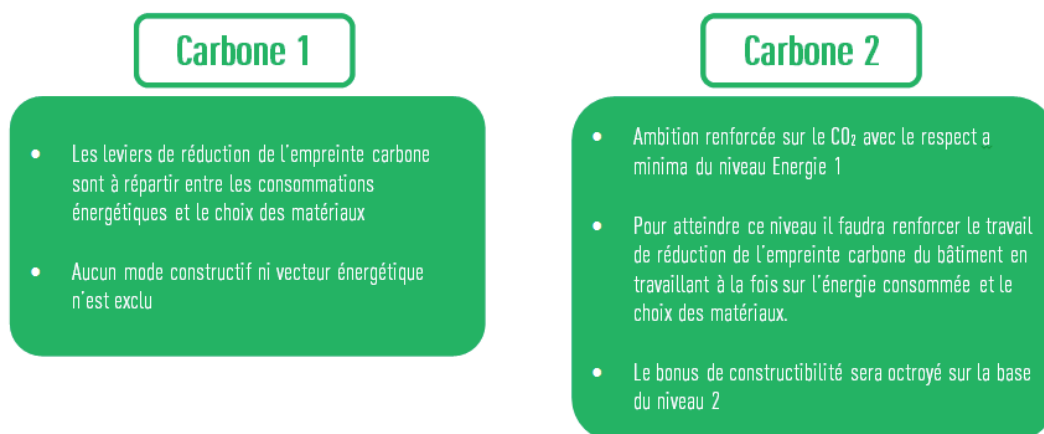 Carbone 1
• Les leviers de réduction de l'empreinte carbone
sont à répartir entre les consommations
énergétiques et le choix des matériaux
• Aucun mode constructif ni vecteur énergétique
n'est exclu
Carbone 2
• Ambition renforcée sur le CO₂ avec le respect a
minima du niveau Energie 1
• Pour atteindre ce niveau il faudra renforcer le travail
de réduction de l'empreinte carbone du bâtiment en
travaillant à la fois sur l'énergie consommée et le
choix des matériaux.
• Le bonus de constructibilité sera octroyé sur la base
du niveau 2